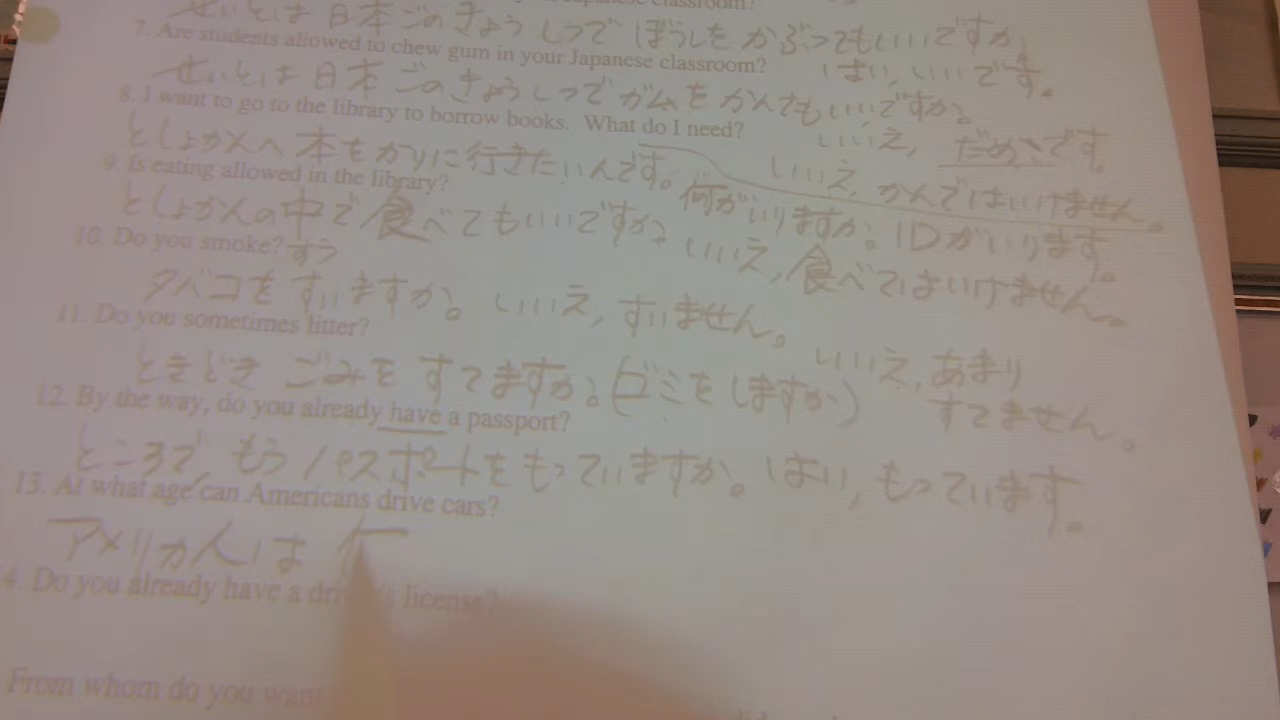 Japanese classroom?
せいとは 日本ごの きょうしつで ぼうしを かぶってもいいですか。
7. Are students allowed to chew gum in your Japanese classroom?
はい, いいです。
せいとは 日本ごの きょうしつで ガムを かんでも いいですか。
8. I want to go to the library to borrow books. What do I need?
いいえ, だめです
としょかんへ 本を かりに 行きたいんです。
いいえ, かんではいけません。
9. Is eating allowed in the library?
何がいりますか。 IDがいります。
としょかんの中で 食べてもいいですか。
いいえ, 食べてはいけません。
10. Do you smoke? すう
タバコを すいますか。 いいえ, すいません。
11. Do you sometimes litter?
いいえ, あまり
ときどき ごみを すてますか。(ゴミを しますか)
すてません。
12. By the way, do you already have a passport?
ところで, もう パスポートを もっていますか。 はい, もっています。
13. At what age can Americans drive cars?
アメリカ人は
4. Do you already have a license?
From whom do you want